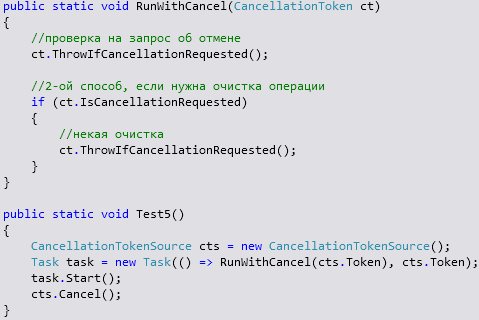 public static void RunWithCancel(CancellationToken ct)
{
    //проверка на запрос об отмене
    ct.ThrowIfCancellationRequested();

    //2-ой способ, если нужна очистка операции
    if (ct.IsCancellationRequested)
    {
        //некая очистка
        ct.ThrowIfCancellationRequested();
    }
}

public static void Test5()
{
    CancellationTokenSource cts = new CancellationTokenSource();
    Task task = new Task(() => RunWithCancel(cts.Token), cts.Token);
    task.Start();
    cts.Cancel();
}